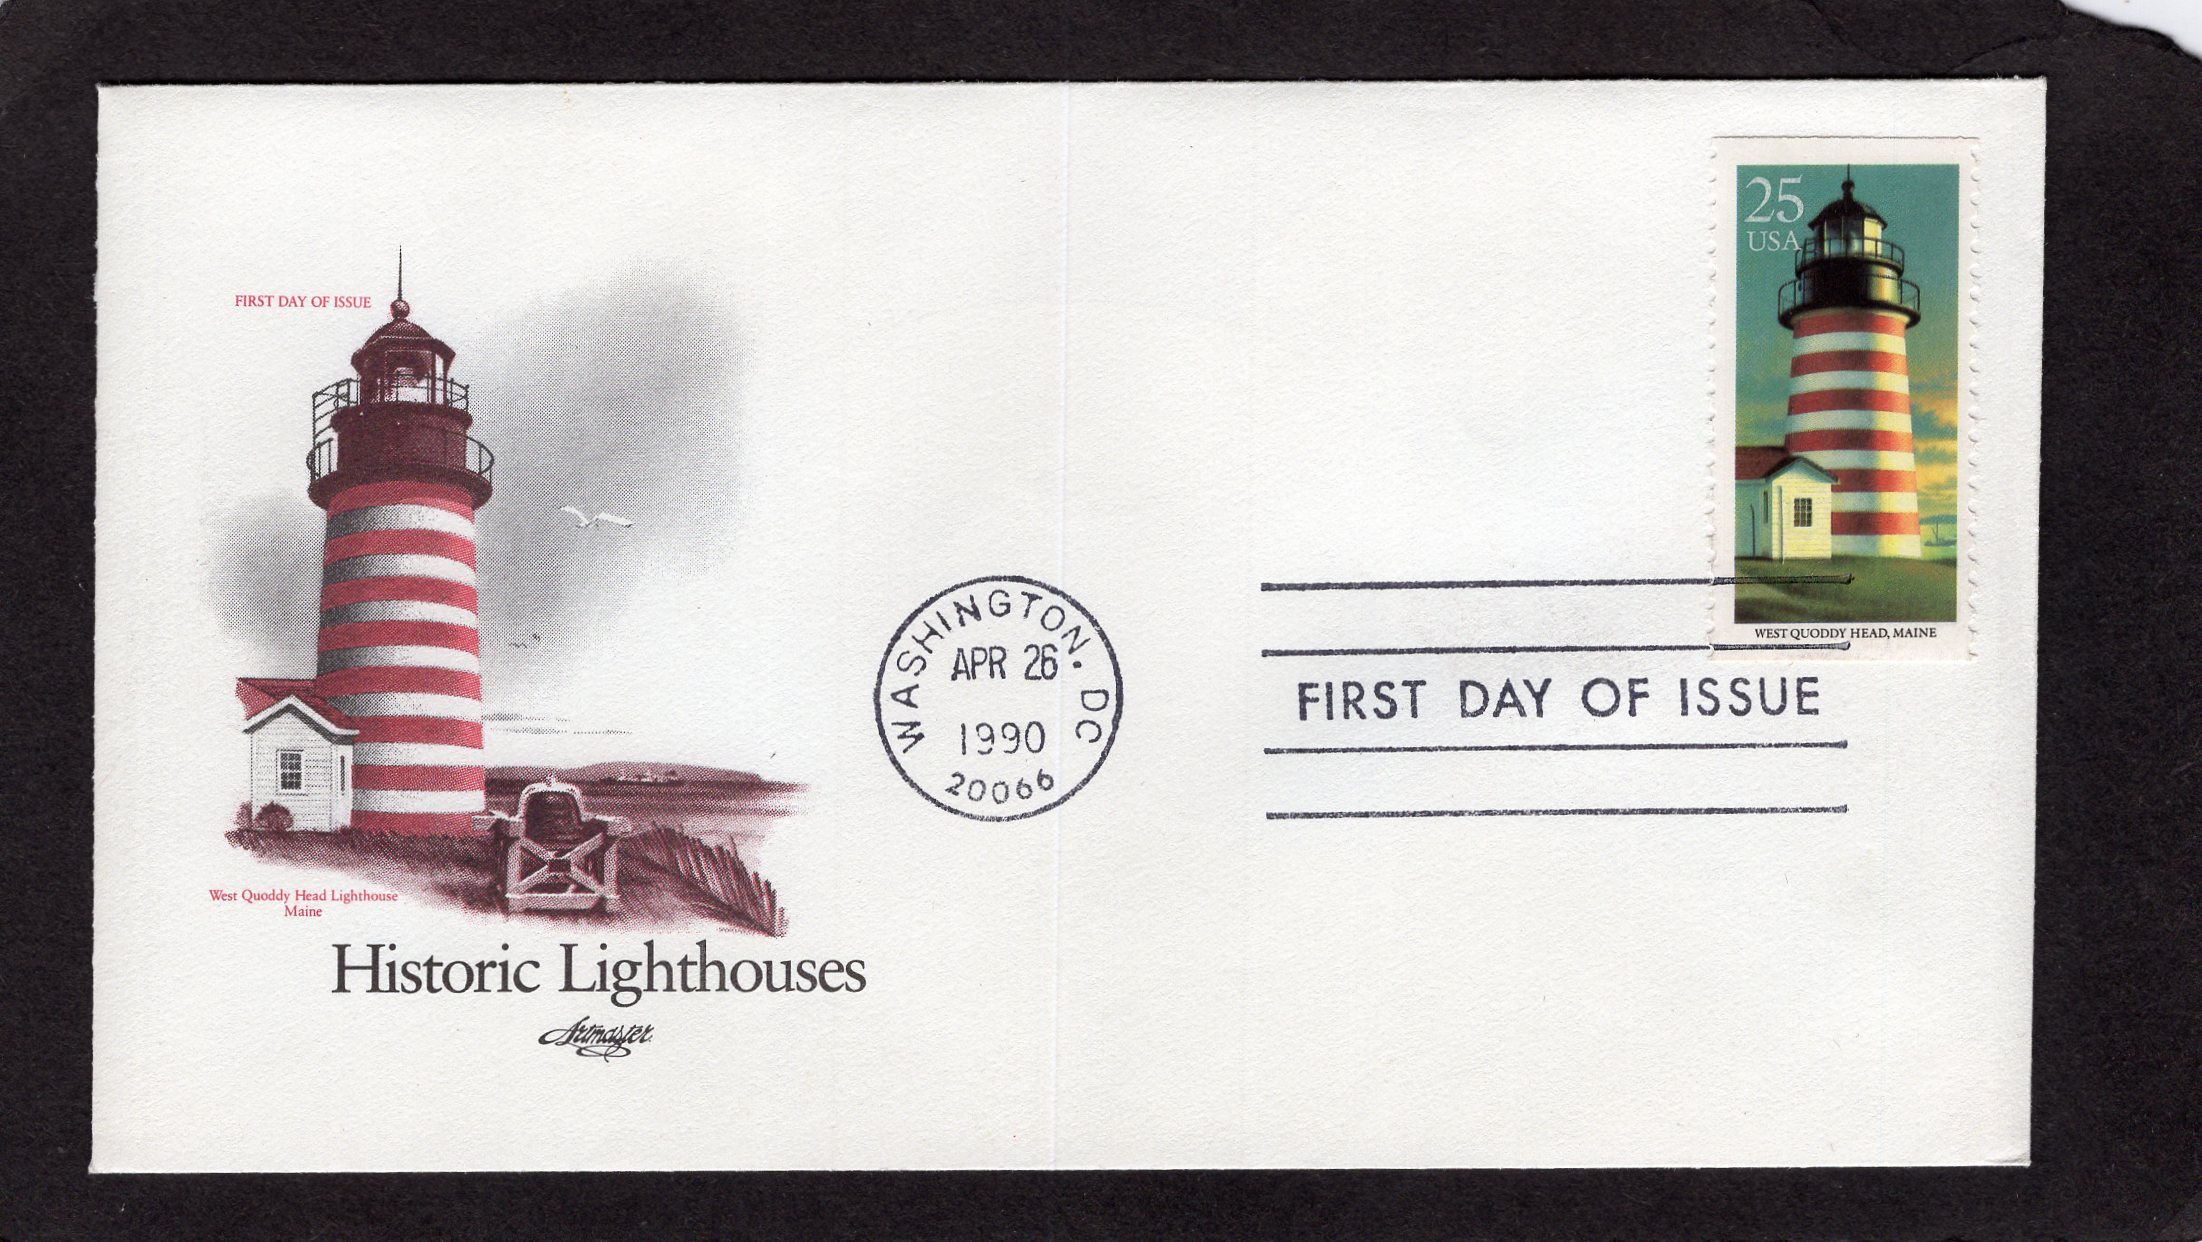 FIRST DAY OF ISSUE
West Quoddy Head Lighthouse
Maine
Historic Lighthouses
Artmaster
WASHINGTON, DC
APR 26
1990
20066
FIRST DAY OF ISSUE
25
USA
WEST QUODDY HEAD, MAINE